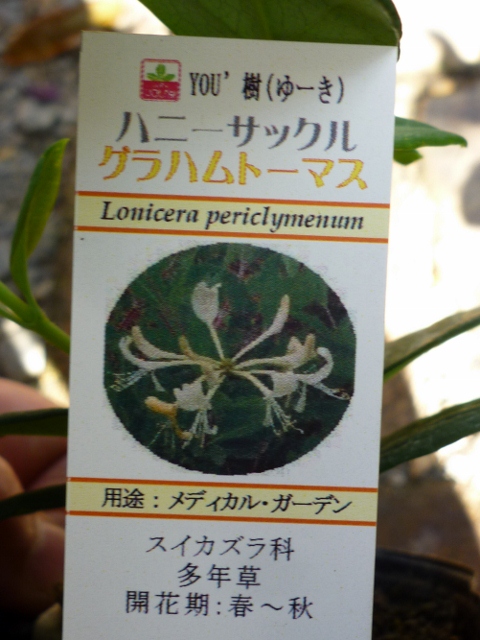 YOU'樹(ゆーき)
ハニーサックル
グラハムトーマス
Lonicera periclymenum
用途：メディカル・ガーデン
スイカズラ科
多年草
開花期：春～秋